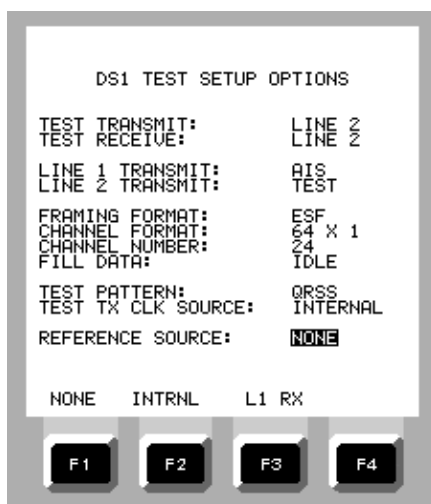 DS1 TEST SETUP OPTIONS
TEST TRANSMIT: LINE 2
TEST RECEIVE: LINE 2
LINE 1 TRANSMIT: AIS
LINE 2 TRANSMIT: TEST
FRAMING FORMAT: ESF
CHANNEL FORMAT: 64 X 1
CHANNEL NUMBER: 24
FILL DATA: IDLE
TEST PATTERN: QRSS
TEST TX CLK SOURCE: INTERNAL
REFERENCE SOURCE: NONE
NONE INTRNL L1 RX
F1 F2 F3 F4